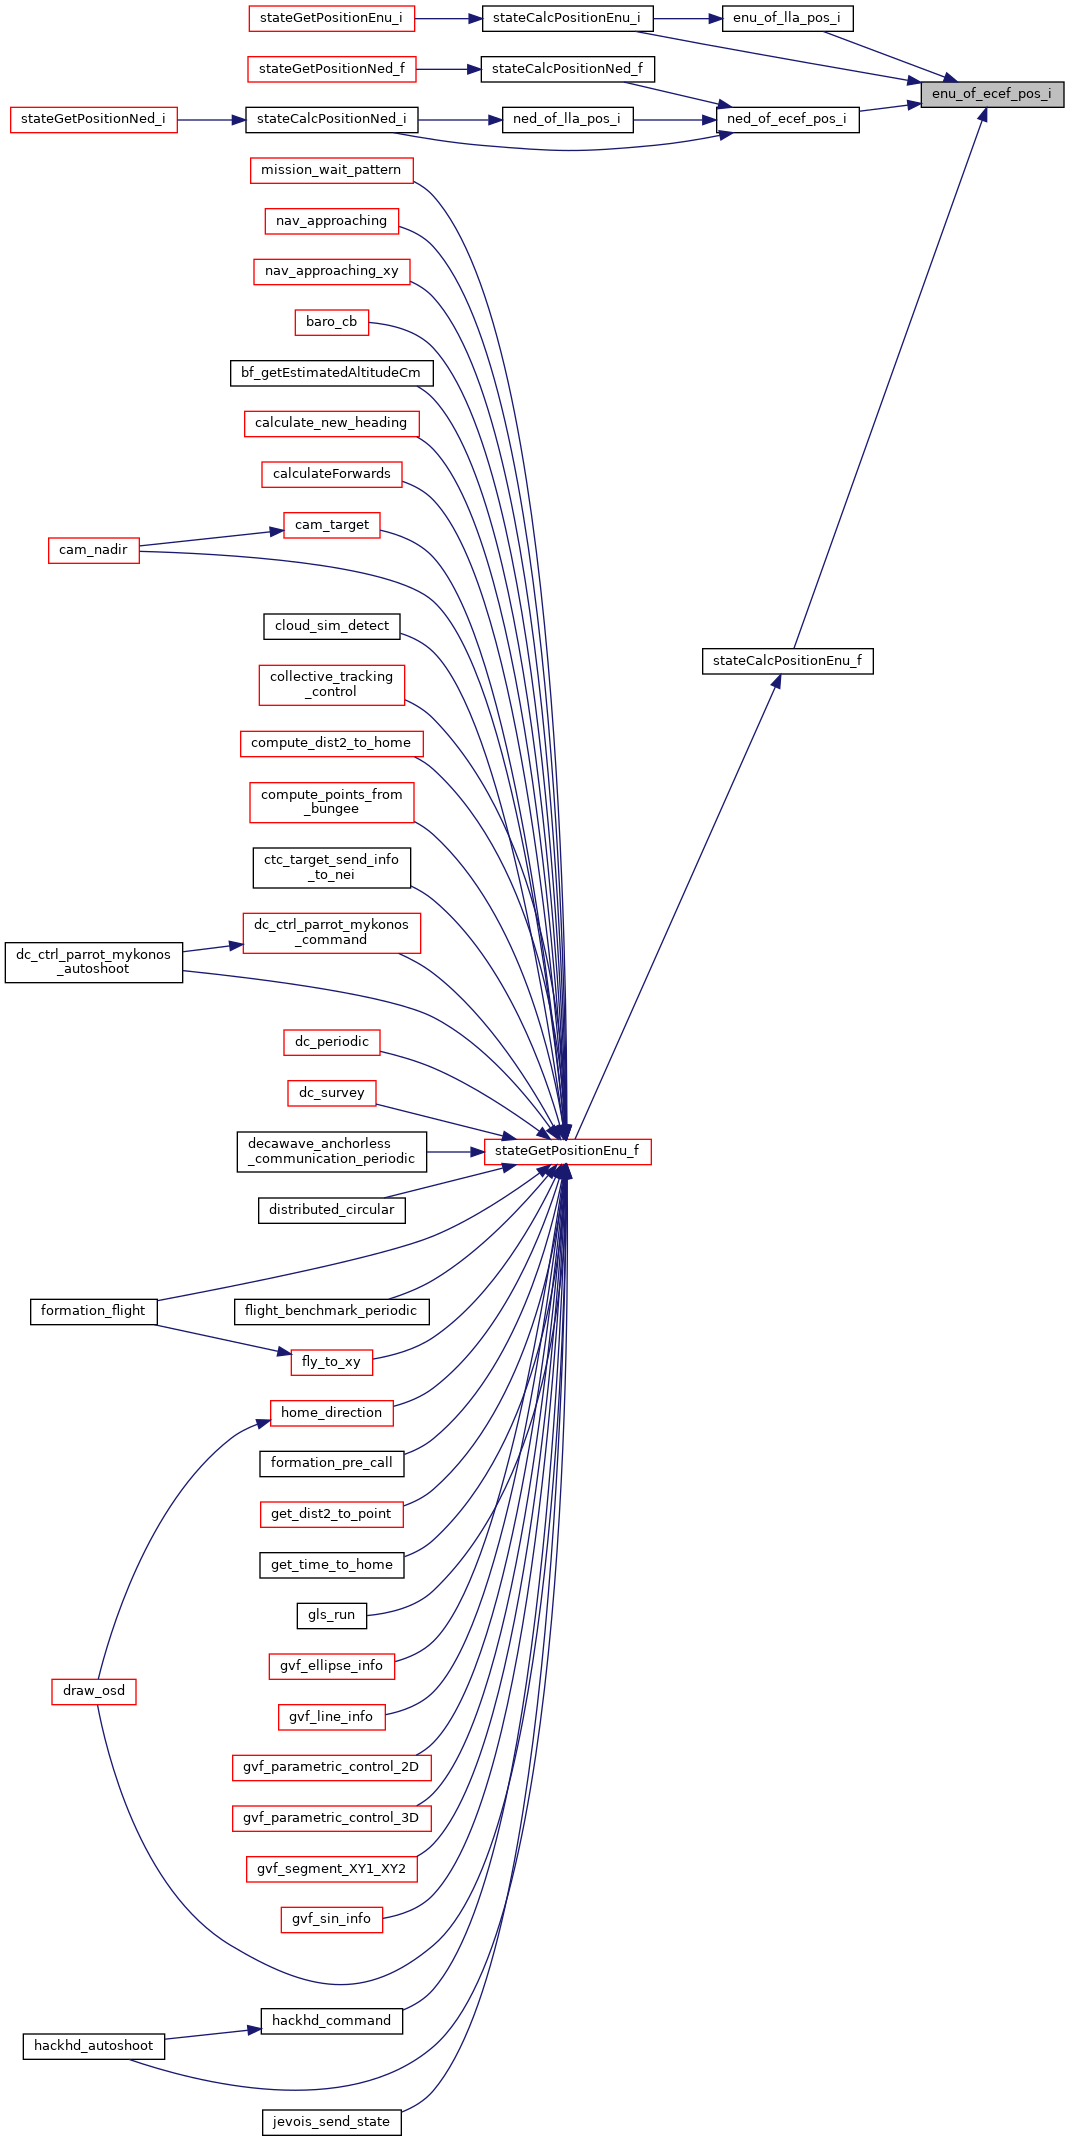 stateGetPositionEnu_i
stateCalcPositionEnu_i
enu_of_lla_pos_i
stateGetPositionNed_f
stateCalcPositionNed_f
enu_of_ecef_pos_i
stateGetPositionNed_i
stateCalcPositionNed_i
ned_of_lla_pos_i
ned_of_ecef_pos_i
mission_wait_pattern
nav_approaching
nav_approaching_xy
baro_cb
bf_getEstimatedAltitudeCm
calculate_new_heading
calculateForwards
cam_target
cam_nadir
cloud_sim_detect
stateCalcPositionEnu_f
collective_tracking
_control
compute_dist2_to_home
compute_points_from
_bungee
ctc_target_send_info
_to_nei
dc_ctrl_parrot_mykonos
_command
dc_ctrl_parrot_mykonos
_autoshoot
dc_periodic
dc_survey
decawave_anchorless
_communication_periodic
stateGetPositionEnu_f
distributed_circular
formation_flight
flight_benchmark_periodic
fly_to_xy
home_direction
formation_pre_call
get_dist2_to_point
get_time_to_home
gls_run
gvf_ellipse_info
draw_osd
gvf_line_info
gvf_parametric_control_2D
gvf_parametric_control_3D
gvf_segment_XY1_XY2
gvf_sin_info
hackhd_command
hackhd_autoshoot
jevois_send_state